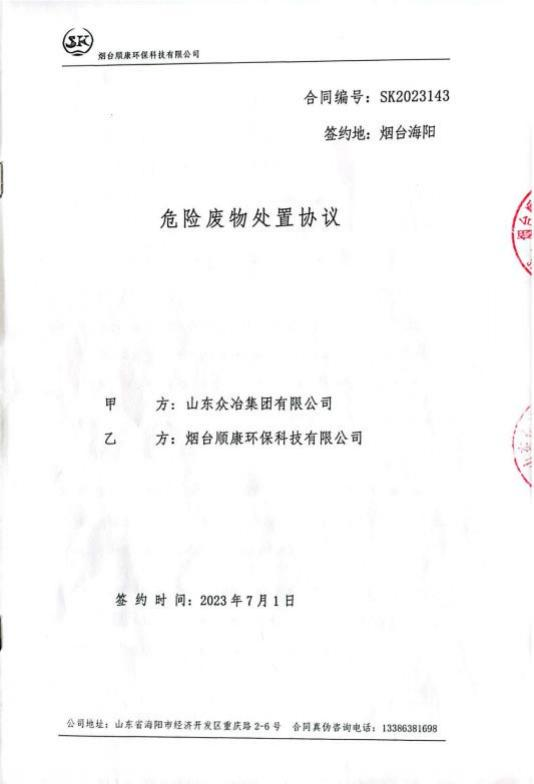 SK
烟台顺康环保科技有限公司
合同编号：SK2023143
签约地：烟台海阳
危险废物处置协议
甲 方：山东众冶集团有限公司
乙 方：烟台顺康环保科技有限公司
签 约 时 间：2023 年 7 月 1 日
公司地址：山东省海阳市经济开发区重庆路 2-6 号 合同真伪咨询电话：13386381698